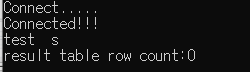 Connect.....
Connected!!!
test  s
result table row count:0